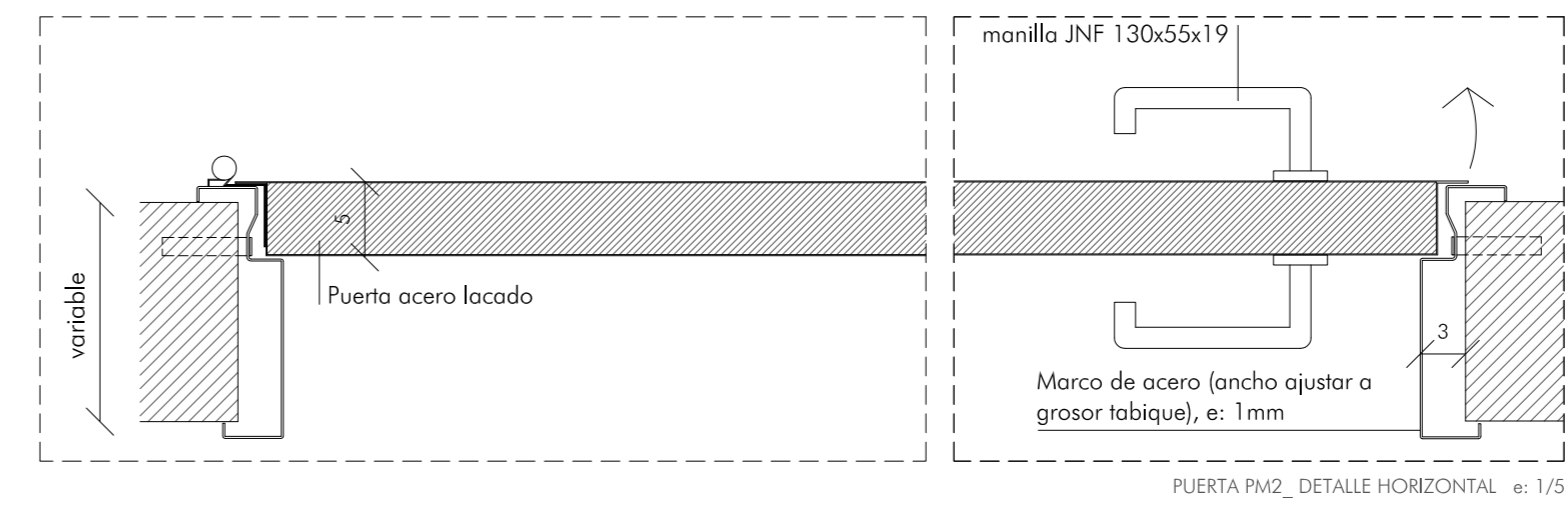 manilla JNF 130x55x19
5
variable
Puerta acero lacado
3
Marco de acero (ancho ajustar a
grosor tabique), e: 1mm
PUERTA PM2_ DETALLE HORIZONTAL e: 1/5